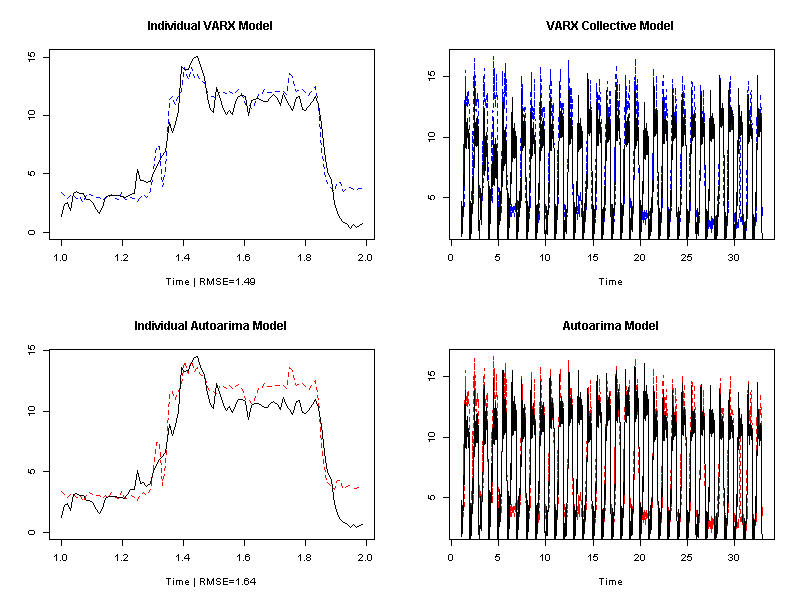 Individual VARX Model
VARX Collective Model
15
10
5
0
1.0 1.2 1.4 1.6 1.8 2.0
Time | RMSE=1.49
15
10
5
0 5 10 15 20 25 30
Time
Individual Autoarima Model
Autoarima Model
15
10
5
0
1.0 1.2 1.4 1.6 1.8 2.0
Time | RMSE=1.64
15
10
5
0 5 10 15 20 25 30
Time